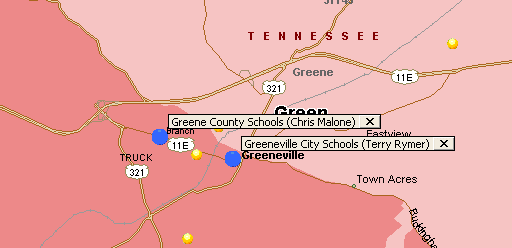 TENNESSEE
Greene
11E
321
Green
Greene County Schools (Chris Malone)
Branch
Eastview
11E
Greeneville City Schools (Terry Rymer)
TRUCK
Greeneville
321
Town Acres